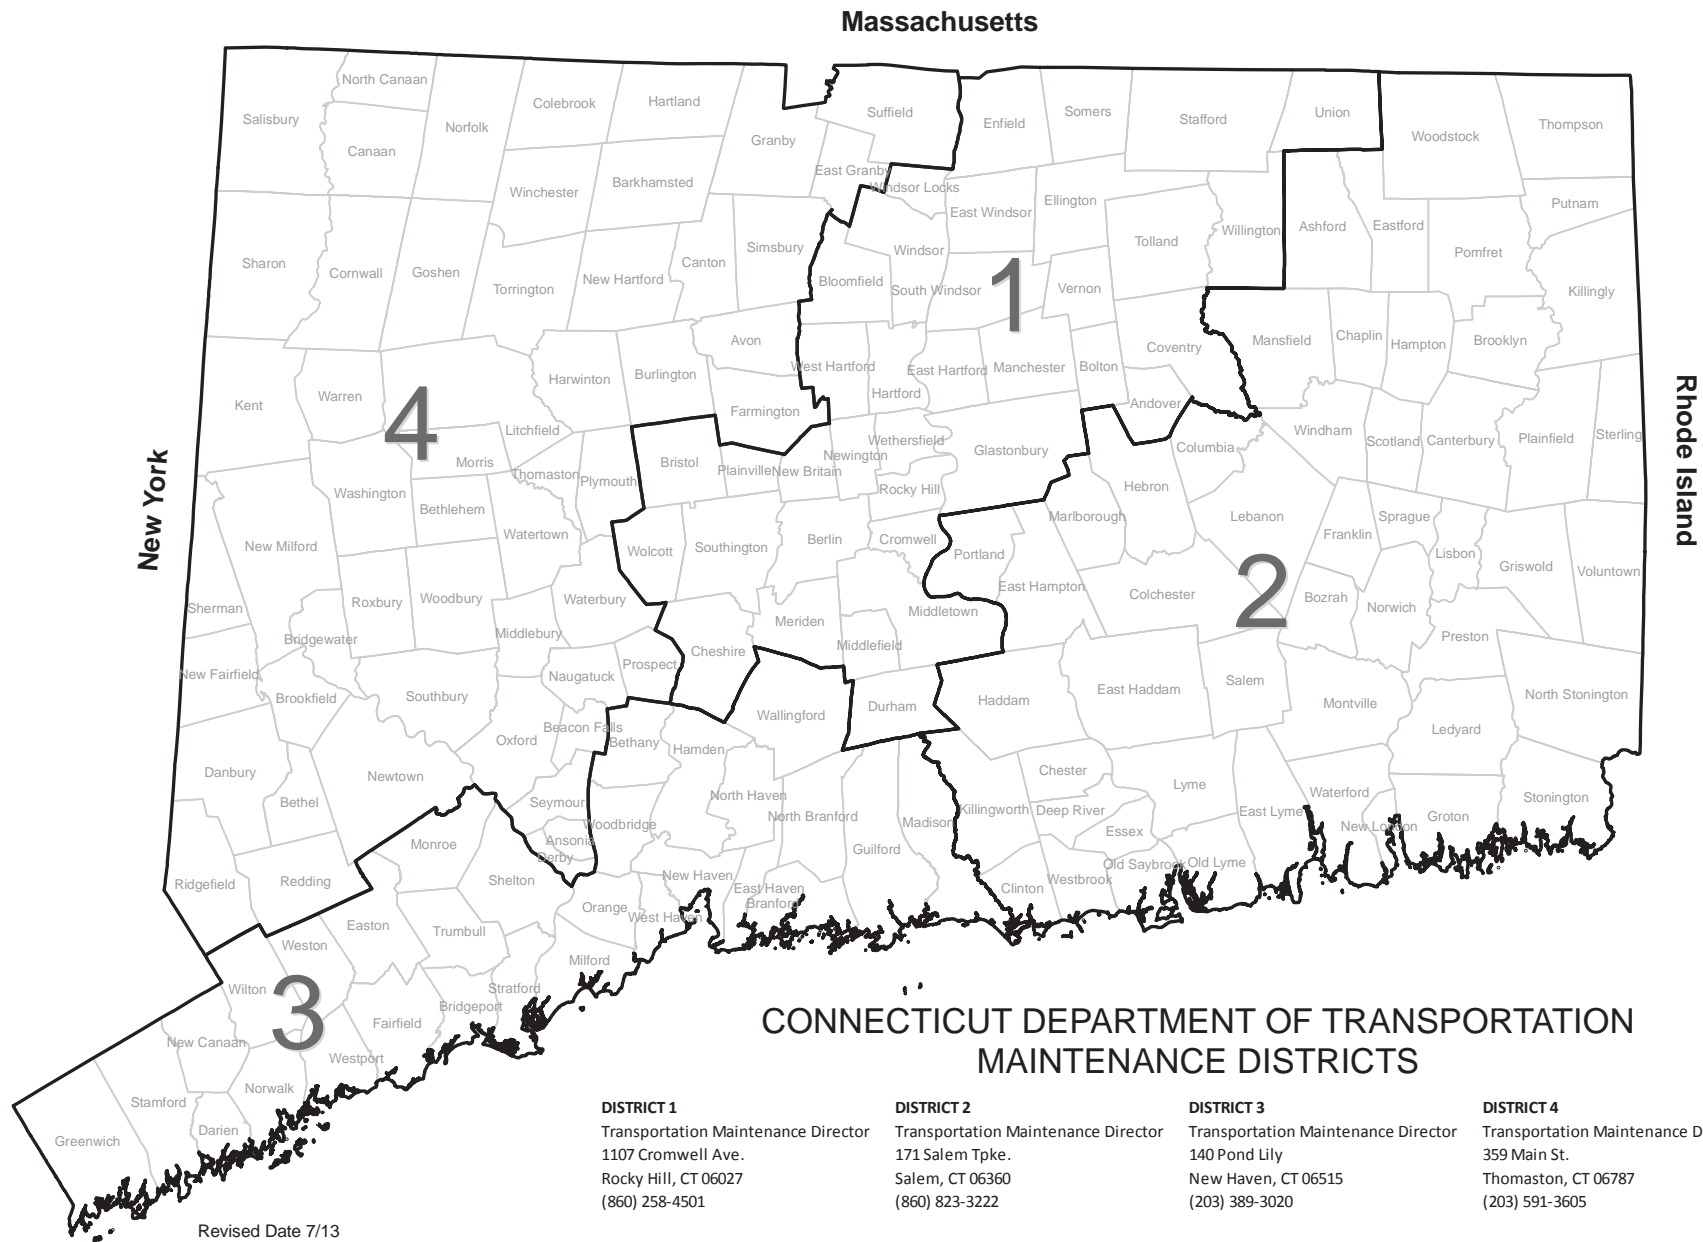 Massachusetts
North Canaan
Colebrook
Hartland
Suffield
Somers
Union
Salisbury
Norfolk
Enfield
Stafford
Thompson
Canaan
Granby
Woodstock
East Granby
Winchester
Barkhamsted
Windsor Locks
Ellington
Putnam
East Windsor
Simsbury
Windsor
Tolland
Willington
Ashford
Eastford
Pomfret
Sharon
Cornwall
Goshen
Canton
New Hartford
Torrington
Bloomfield
South Windsor
1
Vernon
Killingly
Avon
Coventry
Mansfield
Chaplin
Hampton
Brooklyn
West Hartford
East Hartford
Manchester
Bolton
Harwinton
Burlington
Hartford
Kent
Warren
4
Farmington
Andover
Rhode Island
Litchfield
Wethersfield
Glastonbury
Columbia
Windham
Scotland
Canterbury
Plainfield
Sterling
New York
Morris
Thomaston
Plymouth
Bristol
Plainville
New Britain
Newington
Rocky Hill
Hebron
Washington
Bethlehem
Marlborough
Lebanon
Sprague
Watertown
Franklin
New Milford
Wolcott
Southington
Berlin
Cromwell
Portland
Lisbon
Griswold
Voluntown
East Hampton
Colchester
2
Bozrah
Norwich
Sherman
Roxbury
Woodbury
Waterbury
Middletown
Meriden
Bridgewater
Middlebury
Middlefield
Preston
New Fairfield
Prospect
Cheshire
Naugatuck
Brookfield
Southbury
Haddam
East Haddam
Salem
Montville
North Stonington
Wallingford
Durham
Oxford
Beacon Falls
Bethany
Hamden
Ledyard
Danbury
Newtown
Chester
Lyme
Bethel
Seymour
North Haven
Killingworth
Deep River
East Lyme
Waterford
Stonington
North Branford
Madison
Woodbridge
Essex
New London
Groton
Monroe
Ansonia
Derby
Guilford
Ridgefield
Redding
Shelton
New Haven
East Haven
Branford
Clinton
Westbrook
Old Saybrook
Old Lyme
Orange
West Haven
Easton
Trumbull
Weston
Milford
Wilton
3
Stratford
Bridgeport
Fairfield
New Canaan
Westport
Norwalk
Stamford
Darien
Greenwich
CONNECTICUT DEPARTMENT OF TRANSPORTATION
MAINTENANCE DISTRICTS
DISTRICT 1
Transportation Maintenance Director
1107 Cromwell Ave.
Rocky Hill, CT 06027
(860) 258-4501
DISTRICT 2
Transportation Maintenance Director
171 Salem Tpke.
Salem, CT 06360
(860) 823-3222
DISTRICT 3
Transportation Maintenance Director
140 Pond Lily
New Haven, CT 06515
(203) 389-3020
DISTRICT 4
Transportation Maintenance D
359 Main St.
Thomaston, CT 06787
(203) 591-3605
Revised Date 7/13